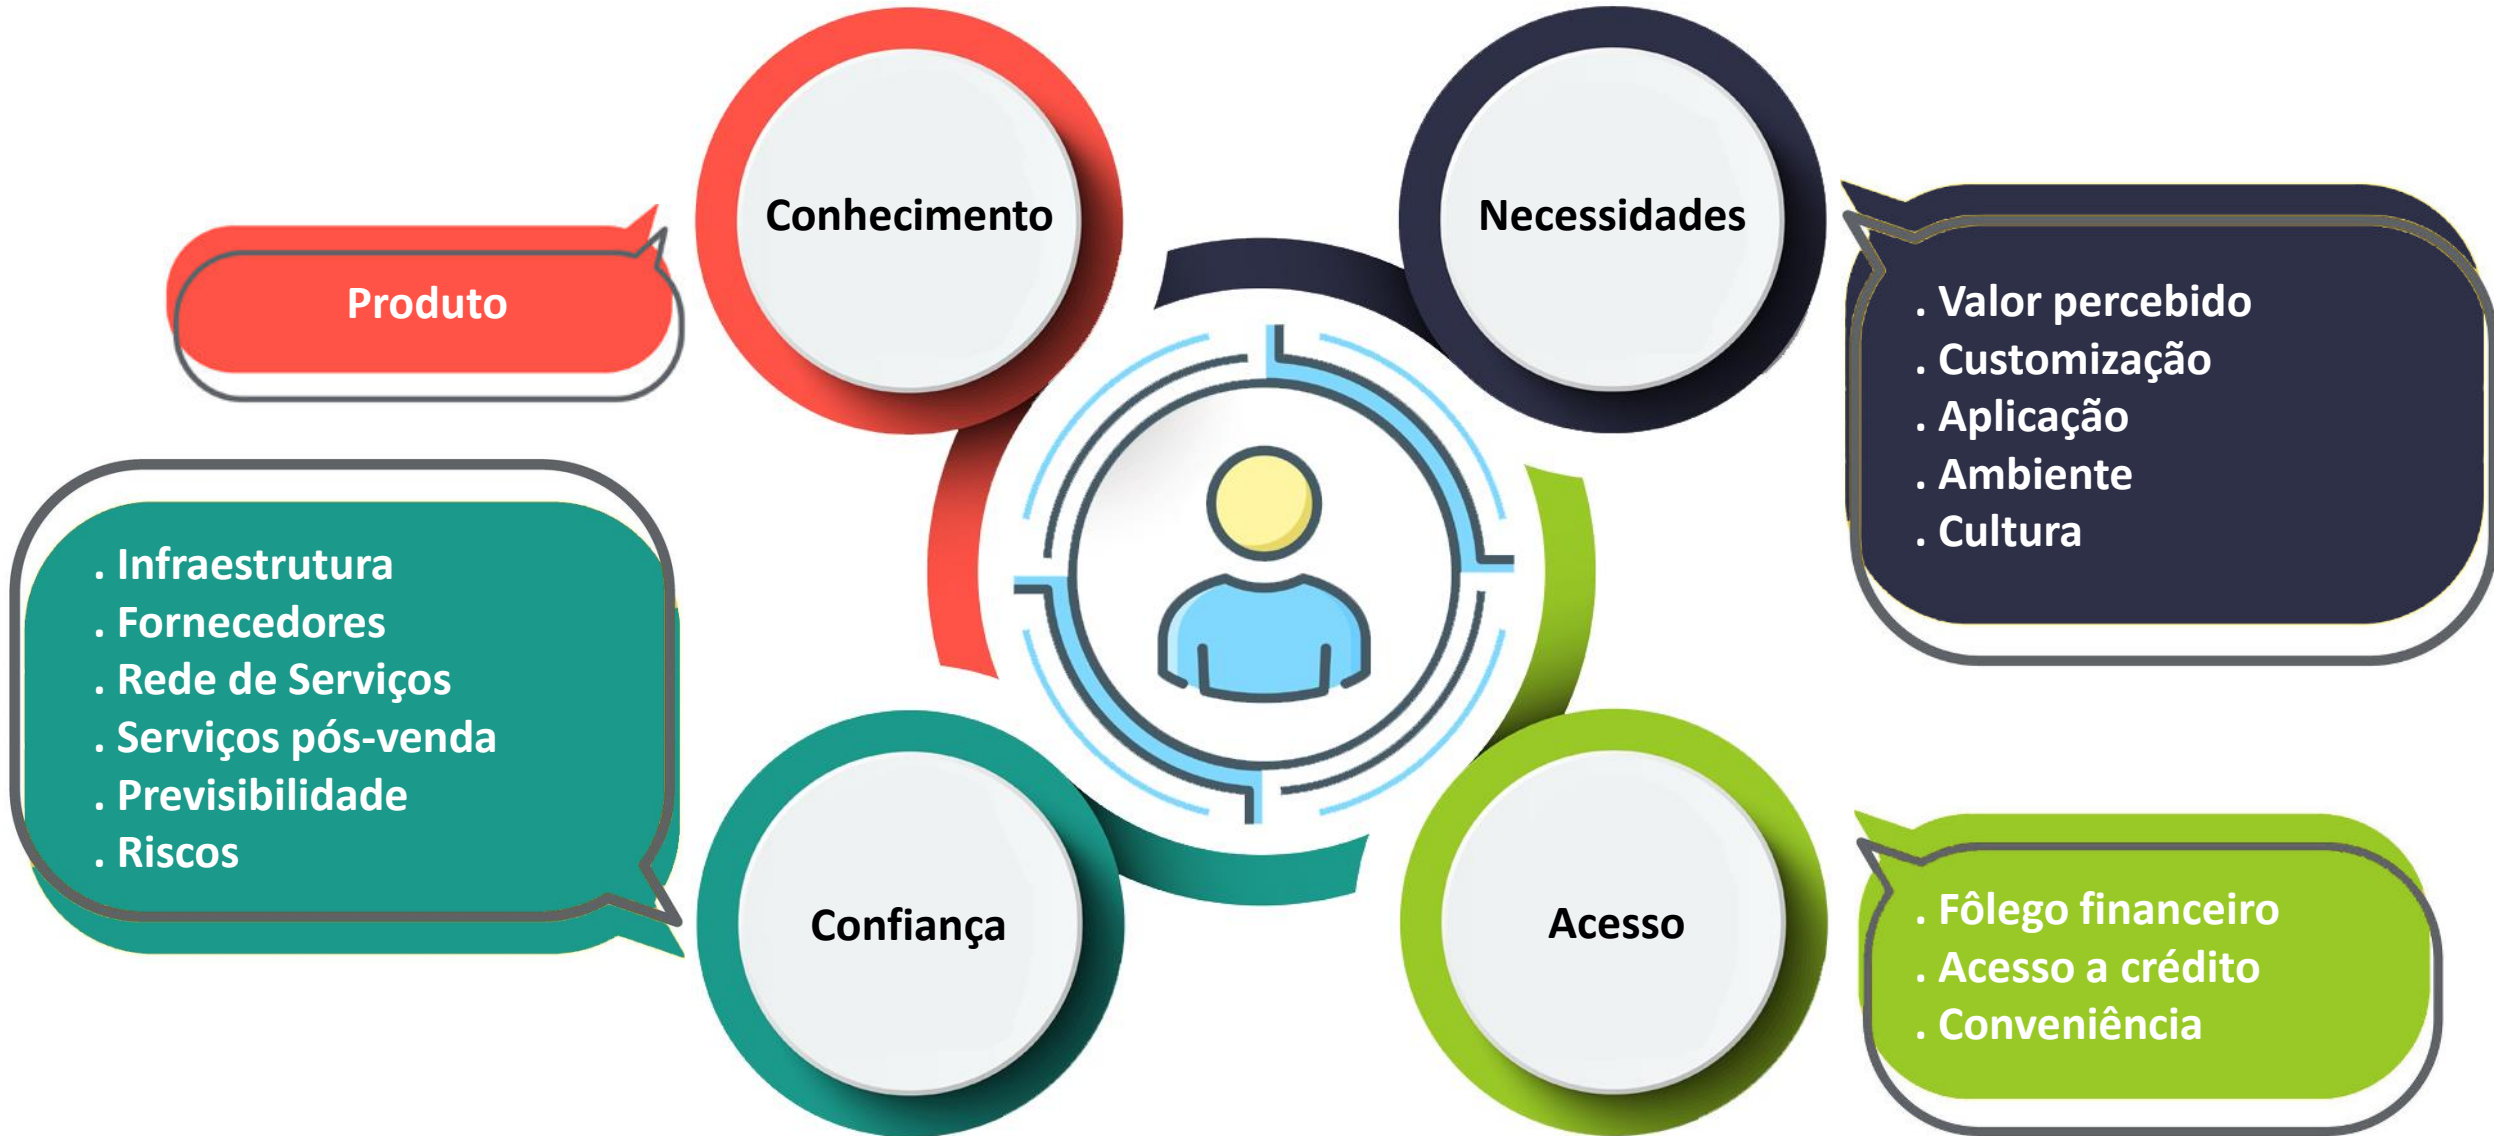 Conhecimento
Produto
Necessidades
. Valor percebido
. Customização
. Aplicação
. Ambiente
. Cultura
. Infraestrutura
. Fornecedores
. Rede de Serviços
. Serviços pós-venda
. Previsibilidade
. Riscos
Confiança
Acesso
. Fôlego financeiro
. Acesso a crédito
. Conveniência